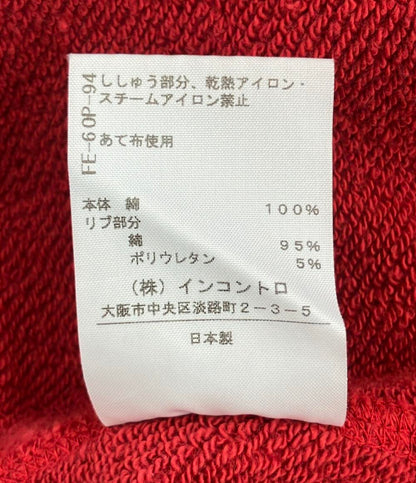 FE-60P-94
ししゅう部分、乾熱アイロン・
スチームアイロン禁止
あて布使用
本体 綿 100%
リブ部分
綿 95%
ポリウレタン 5%
（株）インコントロ
大阪市中央区淡路町2-3-5
日本製